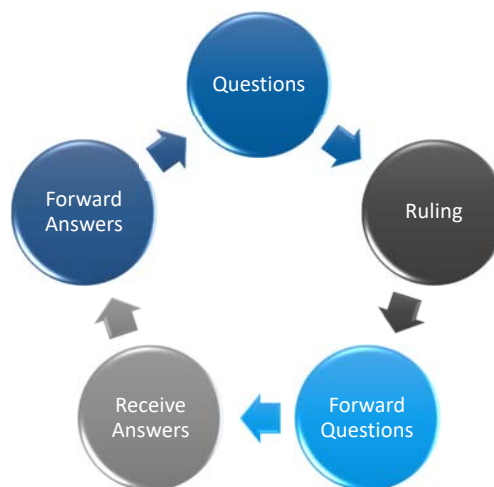 Questions
Ruling
Forward
Questions
Receive
Answers
Forward
Answers